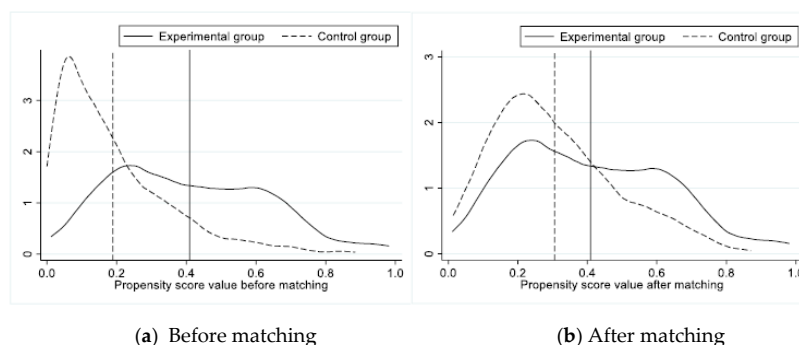 Experimental group Control group
3
2
1
0
0.0 0.2 0.4 0.6 0.8 1.0
Propensity score value before matching
(a) Before matching
Experimental group Control group
3
2
1
0
0.0 0.2 0.4 0.6 0.8 1.0
Propensity score value after matching
(b) After matching